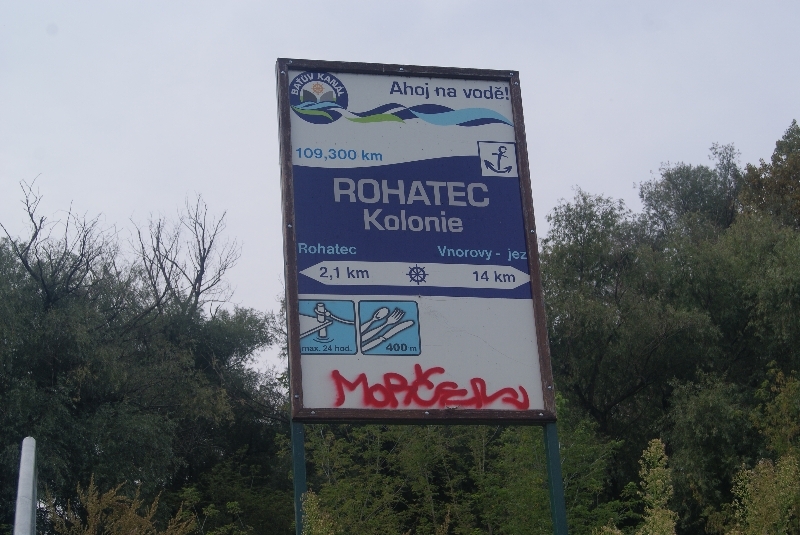 BAŤŮV KANÁL
Ahoj na vodě!
109,300 km
ROHATEC
Kolonie
Rohatec
Vnorovy - jez
2,1 km
14 km
max. 24 hod.
400 m